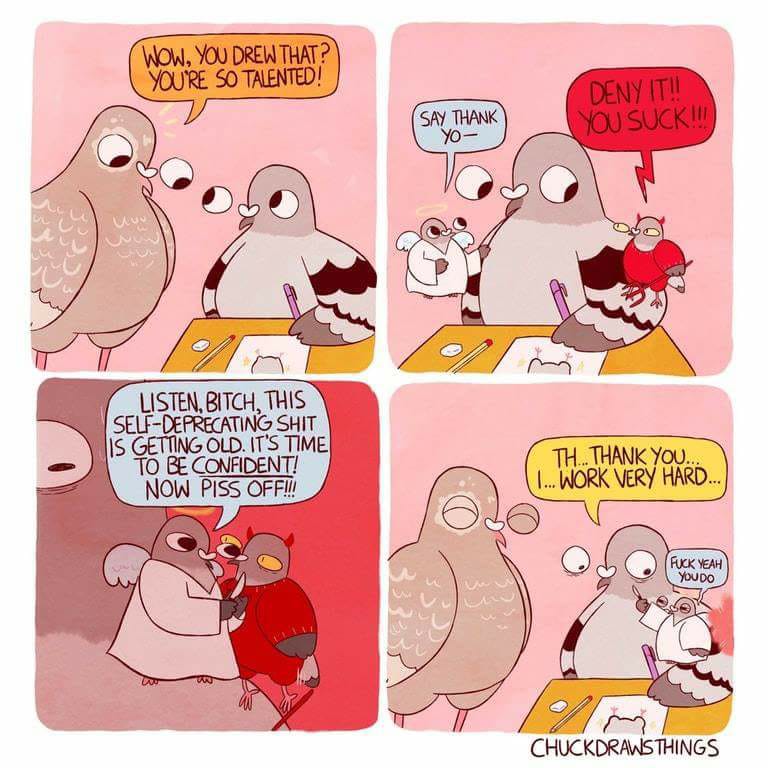 WOW, YOU DREW THAT?
YOU'RE SO TALENTED!
SAY THANK
YO—
DENY IT!!
YOU SUCK!!!
LISTEN, BITCH, THIS
SELF-DEPRECATING SHIT
IS GETTING OLD. IT'S TIME
TO BE CONFIDENT!
NOW PISS OFF!!!
TH...THANK YOU...
I... WORK VERY HARD...
FUCK YEAH
YOU DO
CHUCKDRAWSTHINGS